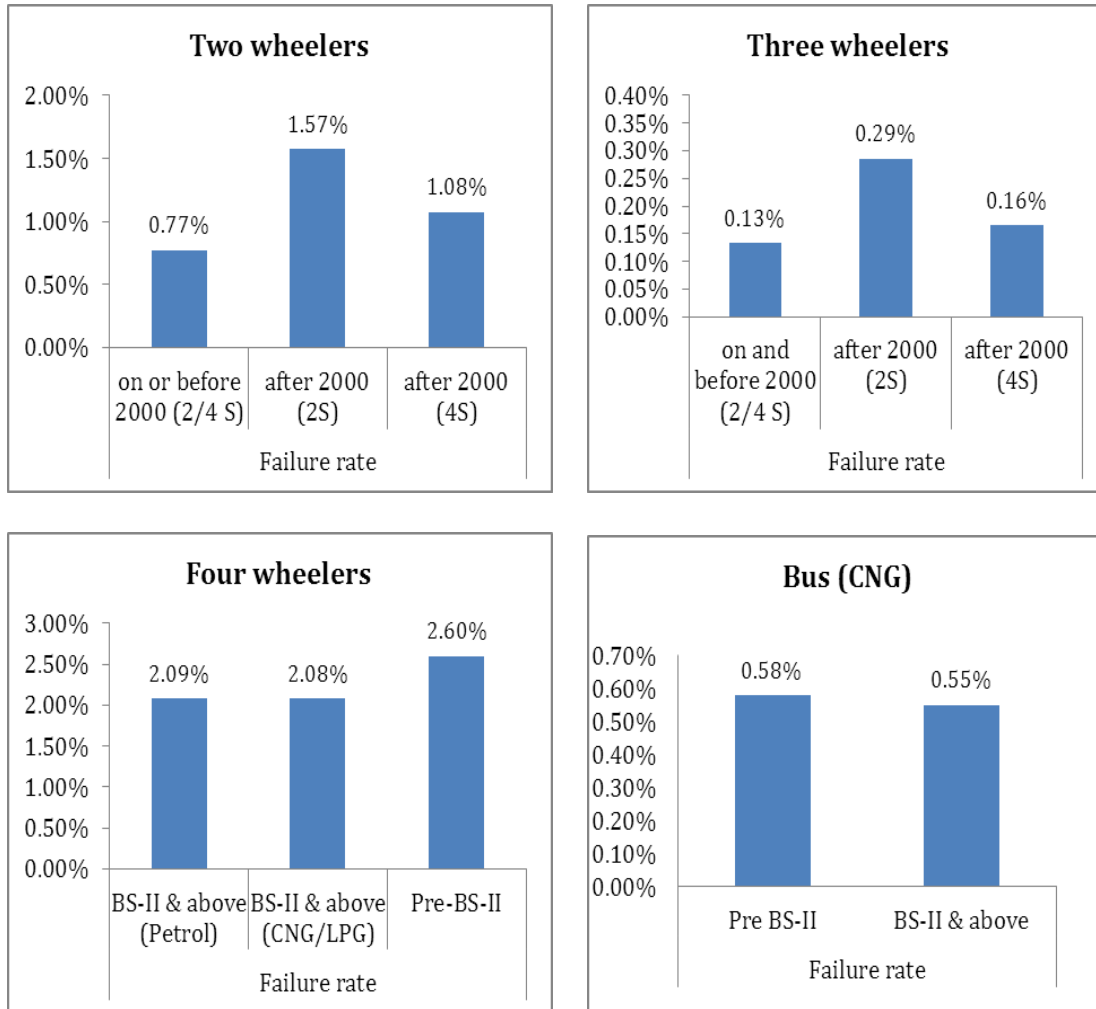 Two wheelers
2.00%
1.50%
1.00%
0.50%
0.00%
0.77%
1.57%
1.08%
on or before
2000 (2/4 S)
after 2000
(2S)
after 2000
(4S)
Failure rate
Three wheelers
0.40%
0.35%
0.30%
0.25%
0.20%
0.15%
0.10%
0.05%
0.00%
0.13%
0.29%
0.16%
on and
before 2000
(2/4 S)
after 2000
(2S)
after 2000
(4S)
Failure rate
Four wheelers
3.00%
2.50%
2.00%
1.50%
1.00%
0.50%
0.00%
2.09%
2.08%
2.60%
BS-II & above
(Petrol)
BS-II & above
(CNG/LPG)
Pre-BS-II
Failure rate
Bus (CNG)
0.70%
0.60%
0.50%
0.40%
0.30%
0.20%
0.10%
0.00%
0.58%
0.55%
Pre BS-II
BS-II & above
Failure rate